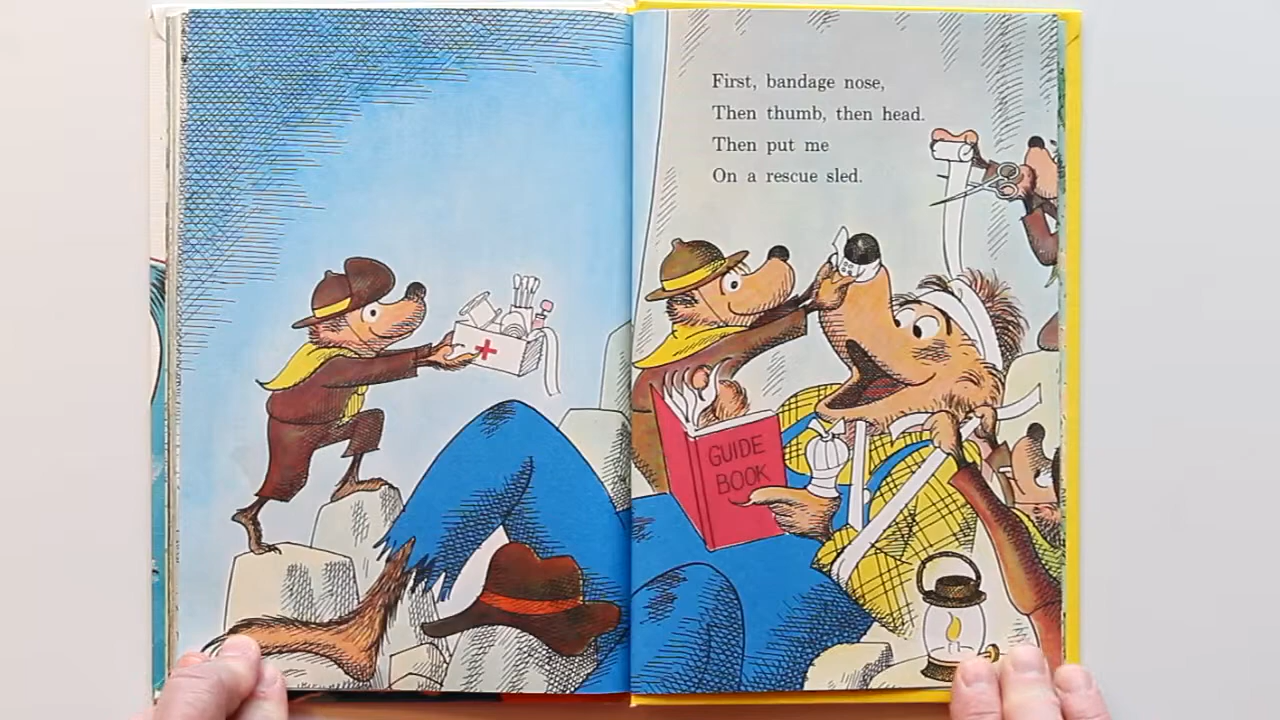 First, bandage nose,
Then thumb, then head.
Then put me
On a rescue sled.
GUIDE
BOOK